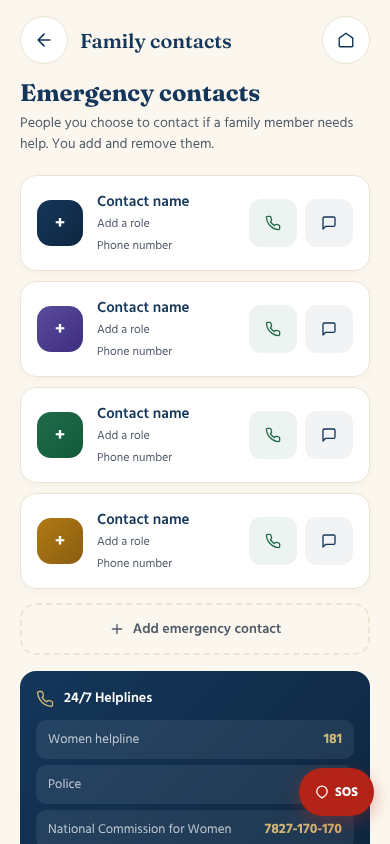 Family contacts
Emergency contacts
People you choose to contact if a family member needs
help. You add and remove them.
+
Contact name
Add a role
Phone number
+
Contact name
Add a role
Phone number
+
Contact name
Add a role
Phone number
+
Contact name
Add a role
Phone number
+ Add emergency contact
24/7 Helplines
Women helpline 181
Police
SOS
National Commission for Women 7827-170-170